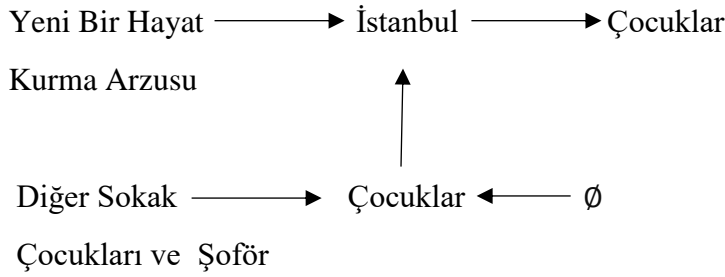 Yeni Bir Hayat İstanbul Çocuklar
Kurma Arzusu
Diğer Sokak Çocuklar Ø
Çocukları ve Şoför